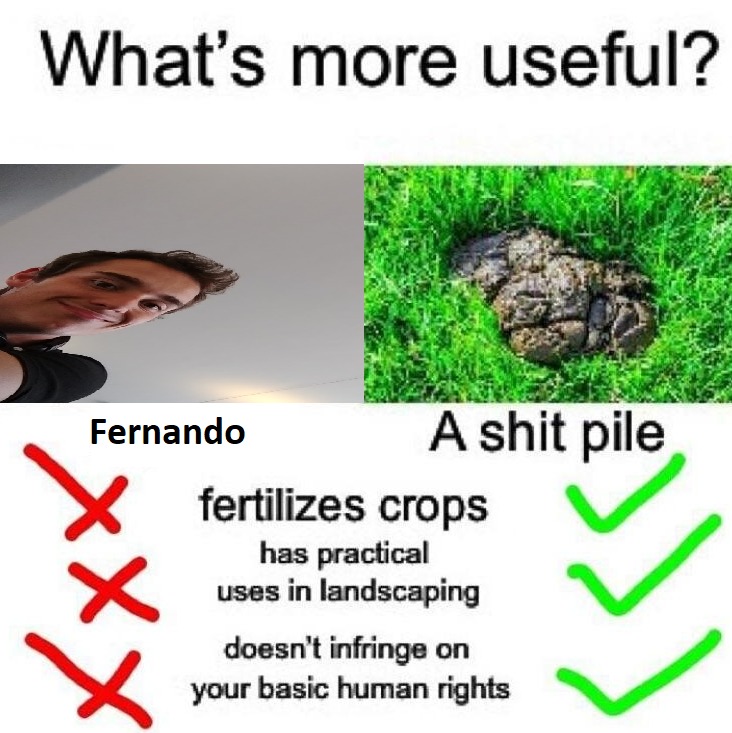 What's more useful?
Fernando
A shit pile
fertilizes crops
has practical
uses in landscaping
doesn't infringe on
your basic human rights